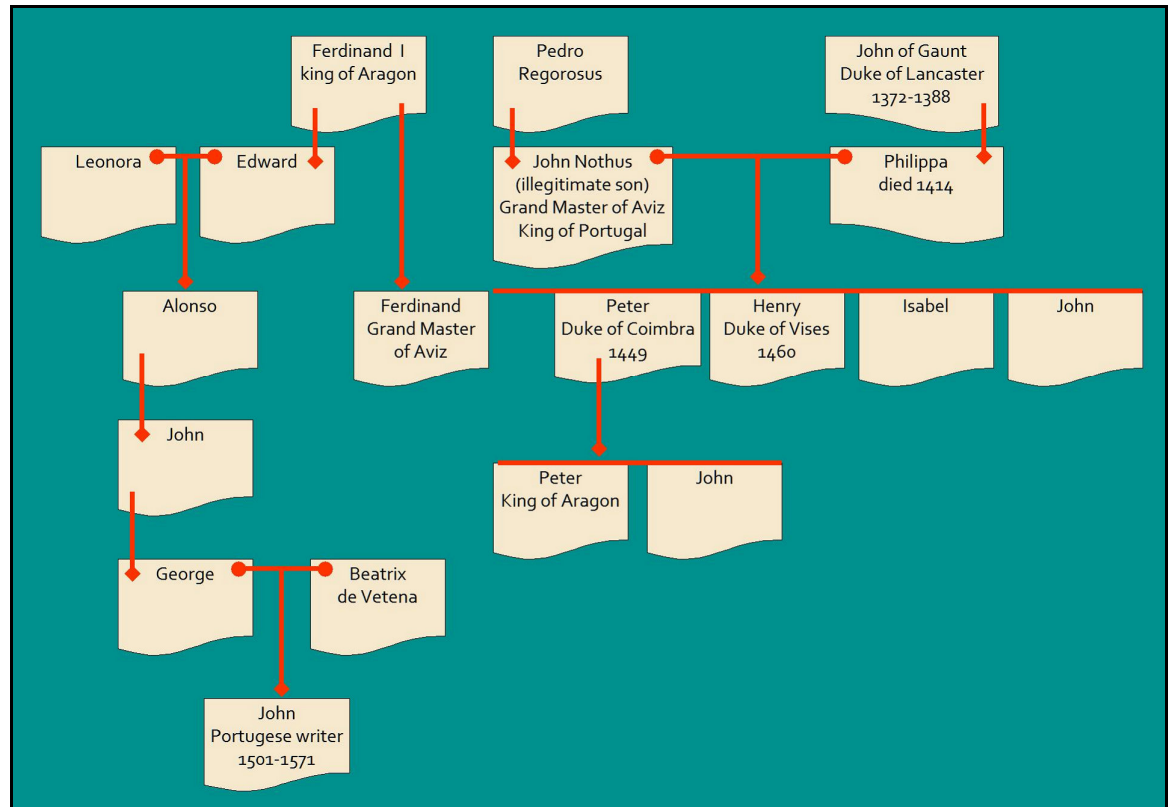 Ferdinand I
king of Aragon
Pedro
Regorosus
John of Gaunt
Duke of Lancaster
1372-1388
Leonora
Edward
John Nothus
(illegitimate son)
Grand Master of Aviz
King of Portugal
Philippa
died 1414
Alonso
Ferdinand
Grand Master
of Aviz
Peter
Duke of Coimbra
1449
Henry
Duke of Vises
1460
Isabel
John
John
Peter
King of Aragon
John
George
Beatrix
de Vetena
John
Portugese writer
1501-1571